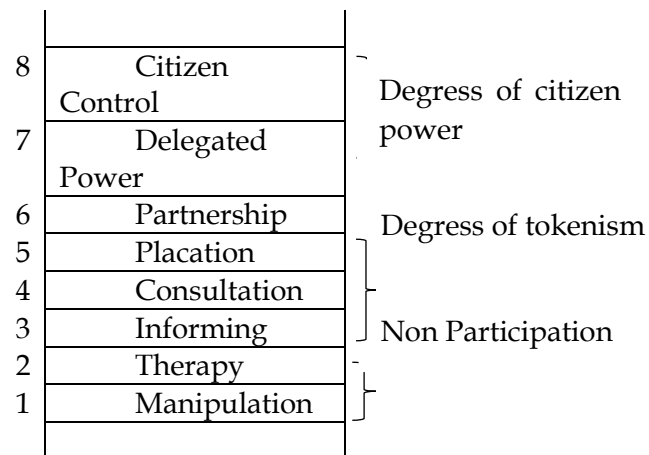 8 Citizen
Control
Degress of citizen
power
7 Delegated
Power
6 Partnership
Degress of tokenism
5 Placation
4 Consultation
3 Informing
Non Participation
2 Therapy
1 Manipulation